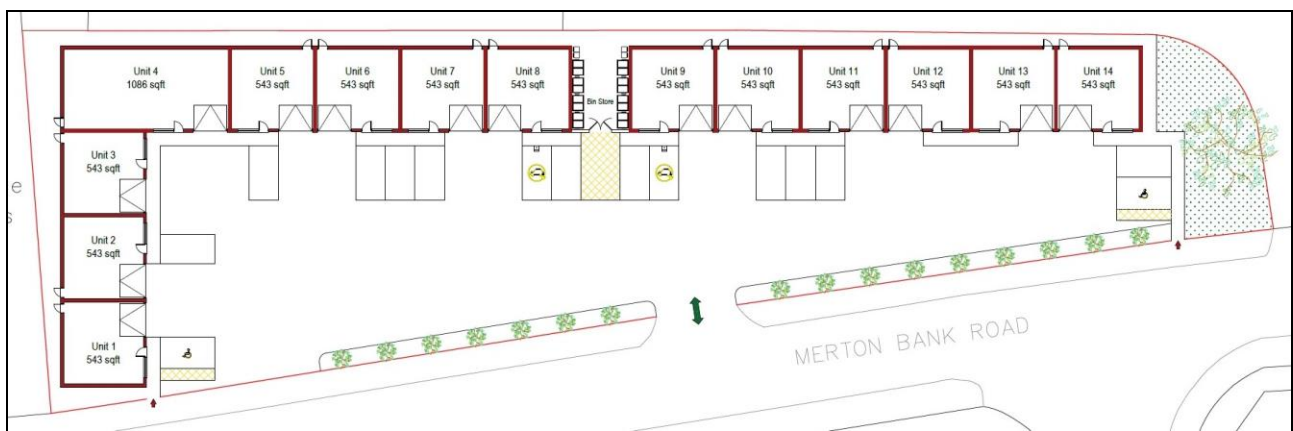 Unit 4
1086 sqft
Unit 5
543 sqft
Unit 6
543 sqft
Unit 7
543 sqft
Unit 8
543 sqft
Bin Store
Unit 9
543 sqft
Unit 10
543 sqft
Unit 11
543 sqft
Unit 12
543 sqft
Unit 13
543 sqft
Unit 14
543 sqft
Unit 3
543 sqft
e
s
Unit 2
543 sqft
Unit 1
543 sqft
MERTON BANK ROAD